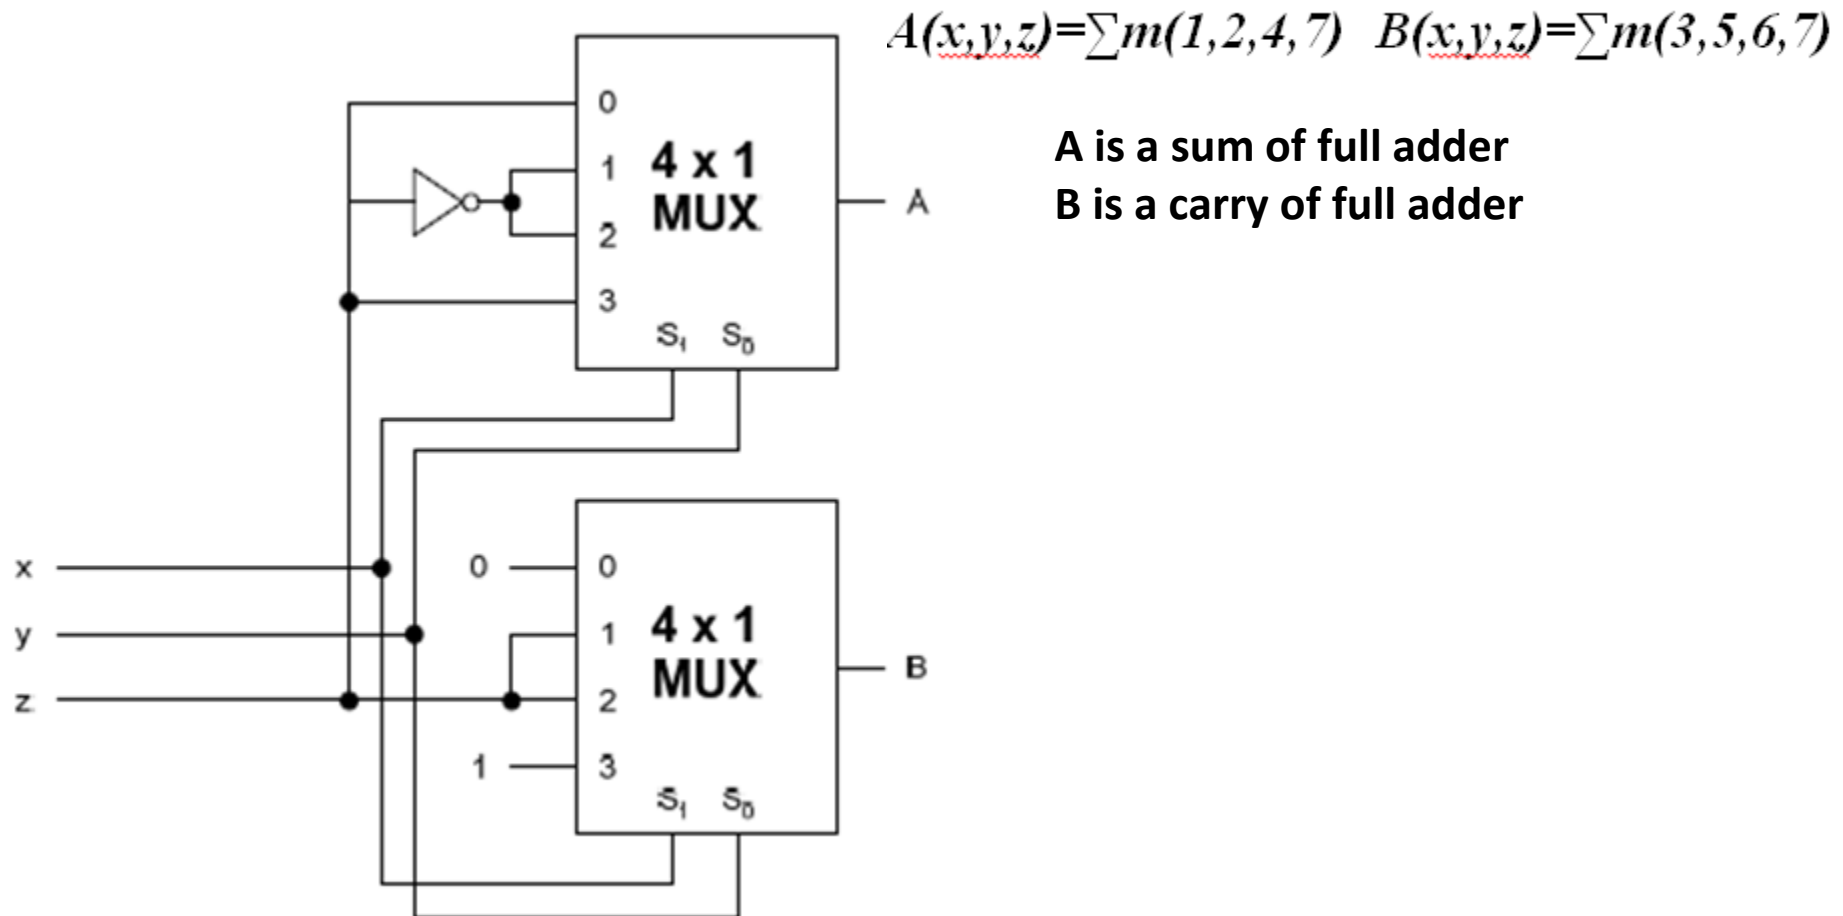 A(x,y,z)=∑m(1,2,4,7) B(x,y,z)=∑m(3,5,6,7)
A is a sum of full adder
B is a carry of full adder
0
1
2
3
4 x 1
MUX
S₁ S₀
A
x
y
z
0
1
0
1
2
3
4 x 1
MUX
S₁ S₀
B